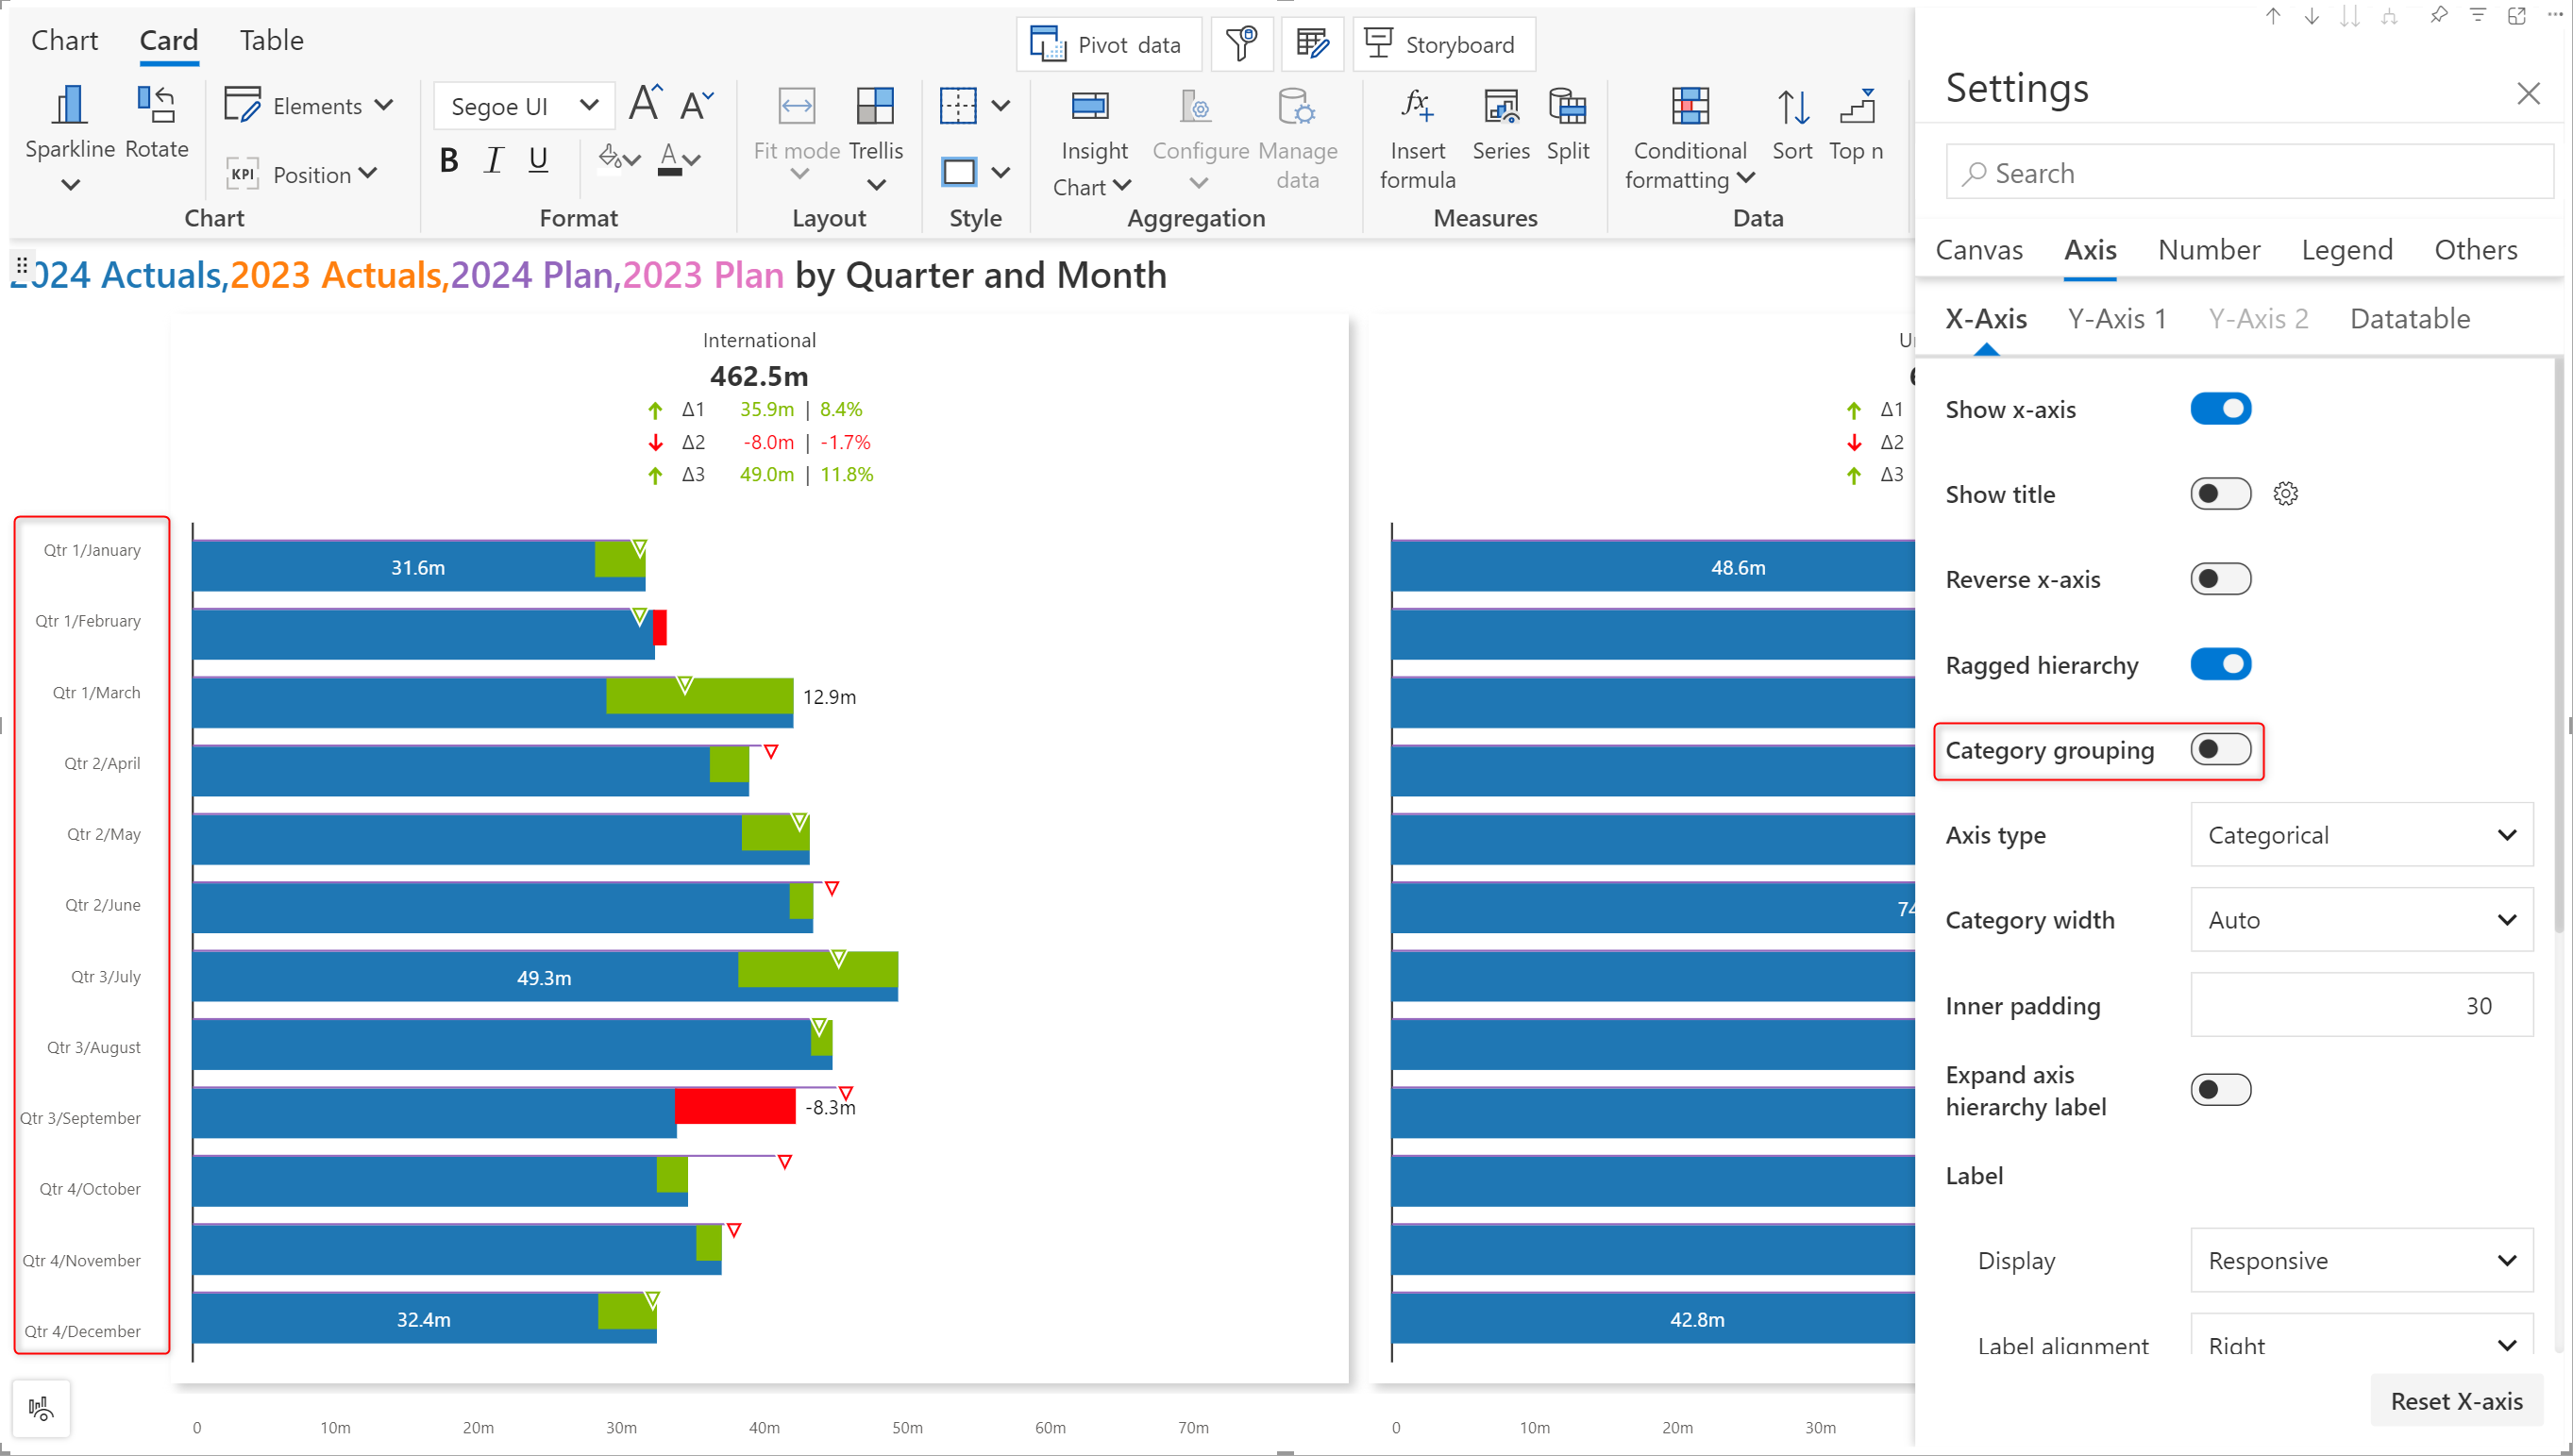 Chart Card Table
Pivot data
Storyboard
Sparkline
Rotate
Elements
KPI Position
Chart
Segoe UI
A A
B I U A
Format
Fit mode
Trellis
Layout
Style
Insight
Chart
Configure
Manage
data
Aggregation
fx
Insert
formula
Series
Split
Measures
Conditional
formatting
Sort
Top n
Data
2024 Actuals,2023 Actuals,2024 Plan,2023 Plan by Quarter and Month
International
462.5m
Δ1 35.9m | 8.4%
Δ2 -8.0m | -1.7%
Δ3 49.0m | 11.8%
Δ1
Δ2
Δ3
Qtr 1/January
31.6m
48.6m
Qtr 1/February
Qtr 1/March
12.9m
Qtr 2/April
Qtr 2/May
Qtr 2/June
Qtr 3/July
49.3m
Qtr 3/August
Qtr 3/September
-8.3m
Qtr 4/October
Qtr 4/November
Qtr 4/December
32.4m
42.8m
0 10m 20m 30m 40m 50m 60m 70m
0 10m 20m 30m
Settings
Search
Canvas Axis Number Legend Others
X-Axis Y-Axis 1 Y-Axis 2 Datatable
Show x-axis
Show title
Reverse x-axis
Ragged hierarchy
Category grouping
Axis type Categorical
Category width Auto
Inner padding 30
Expand axis
hierarchy label
Label
Display Responsive
Label alignment Right
Reset X-axis